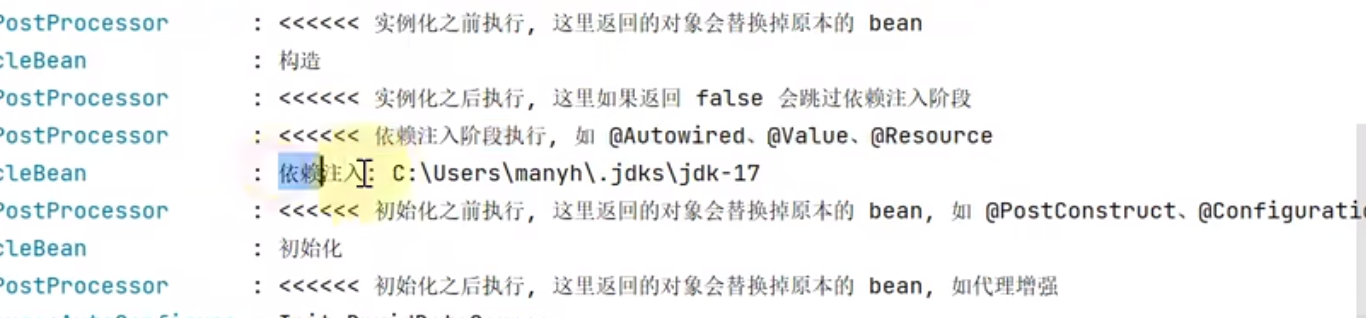 PostProcessor : <<<<<< 实例化之前执行, 这里返回的对象会替换掉原本的 bean
cleBean : 构造
PostProcessor : <<<<<< 实例化之后执行, 这里如果返回 false 会跳过依赖注入阶段
PostProcessor : <<<<<< 依赖注入阶段执行, 如 @Autowired、@Value、@Resource
cleBean : 依赖注入: C:\Users\manyh\.jdks\jdk-17
PostProcessor : <<<<<< 初始化之前执行, 这里返回的对象会替换掉原本的 bean, 如 @PostConstruct、@Configuratio
cleBean : 初始化
PostProcessor : <<<<<< 初始化之后执行, 这里返回的对象会替换掉原本的 bean, 如代理增强